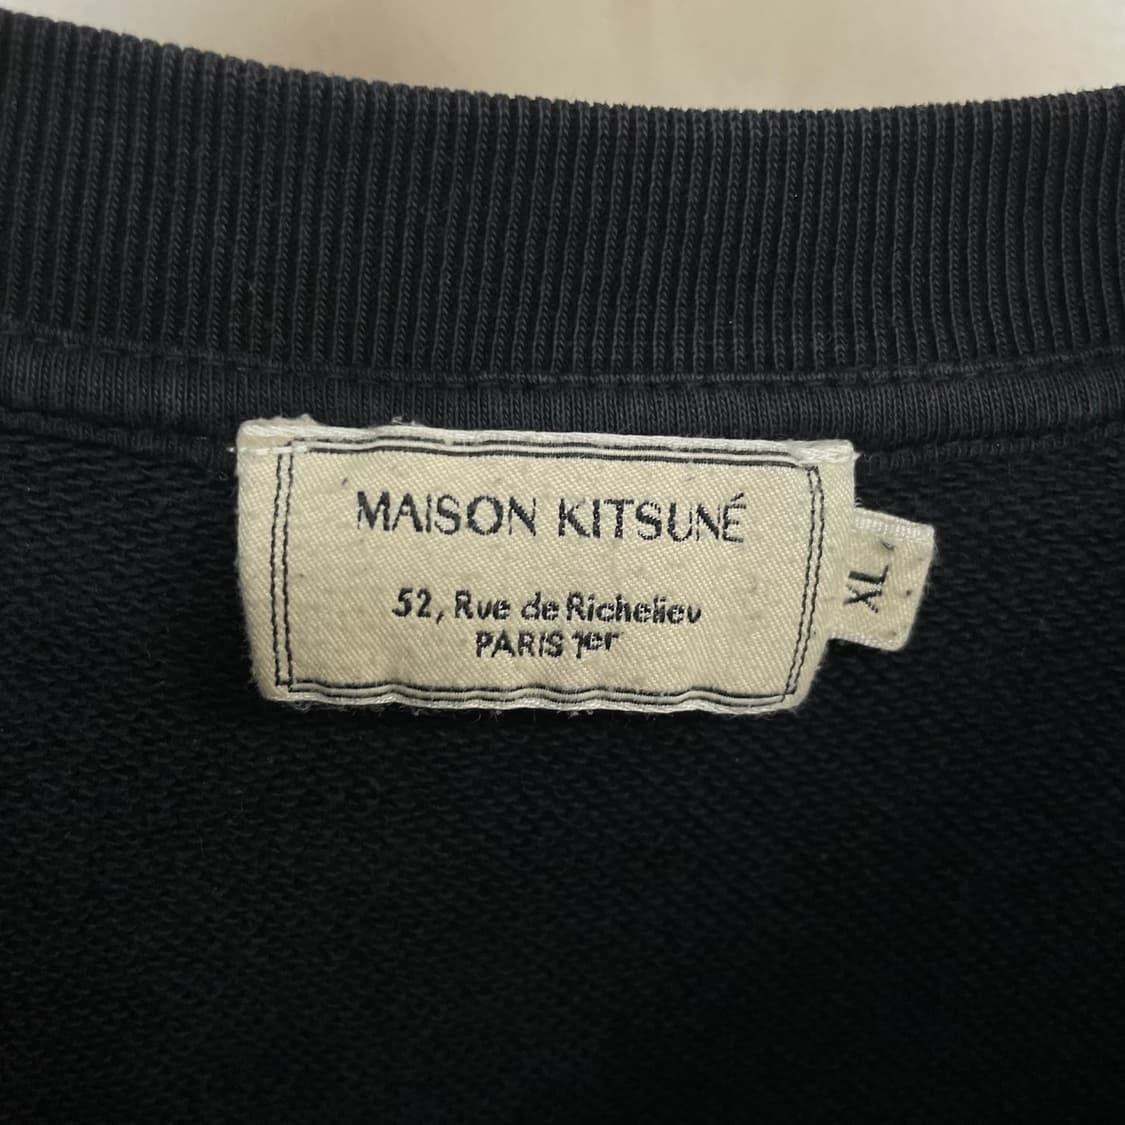 MAISON KITSUNÉ
52, Rue de Richelieu
PARIS 1er
XL